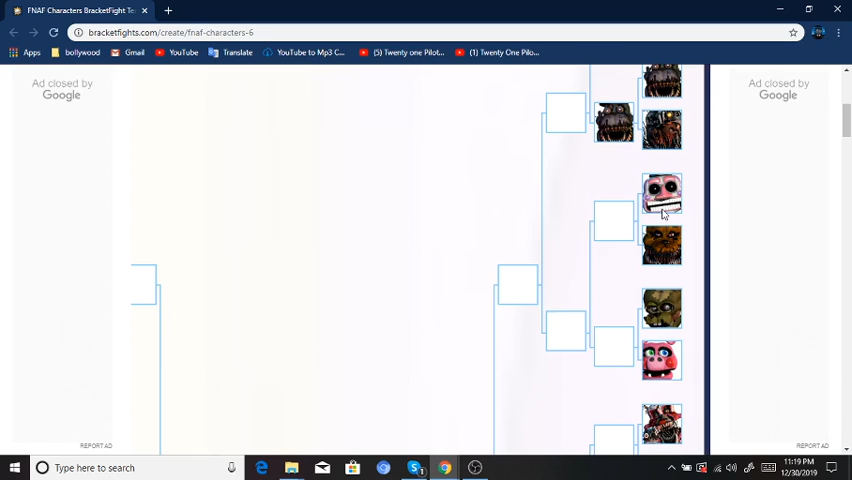 FNAF Characters BracketFight Te
bracketfights.com/create/fnaf-characters-6
Apps
bollywood
Gmail
YouTube
Translate
YouTube to Mp3 C...
(5) Twenty one Pilot...
(1) Twenty One Pilo...
Ad closed by
Google
Ad closed by
Google
REPORT AD
REPORT AD
Type here to search
1
11:19 PM
12/30/2019